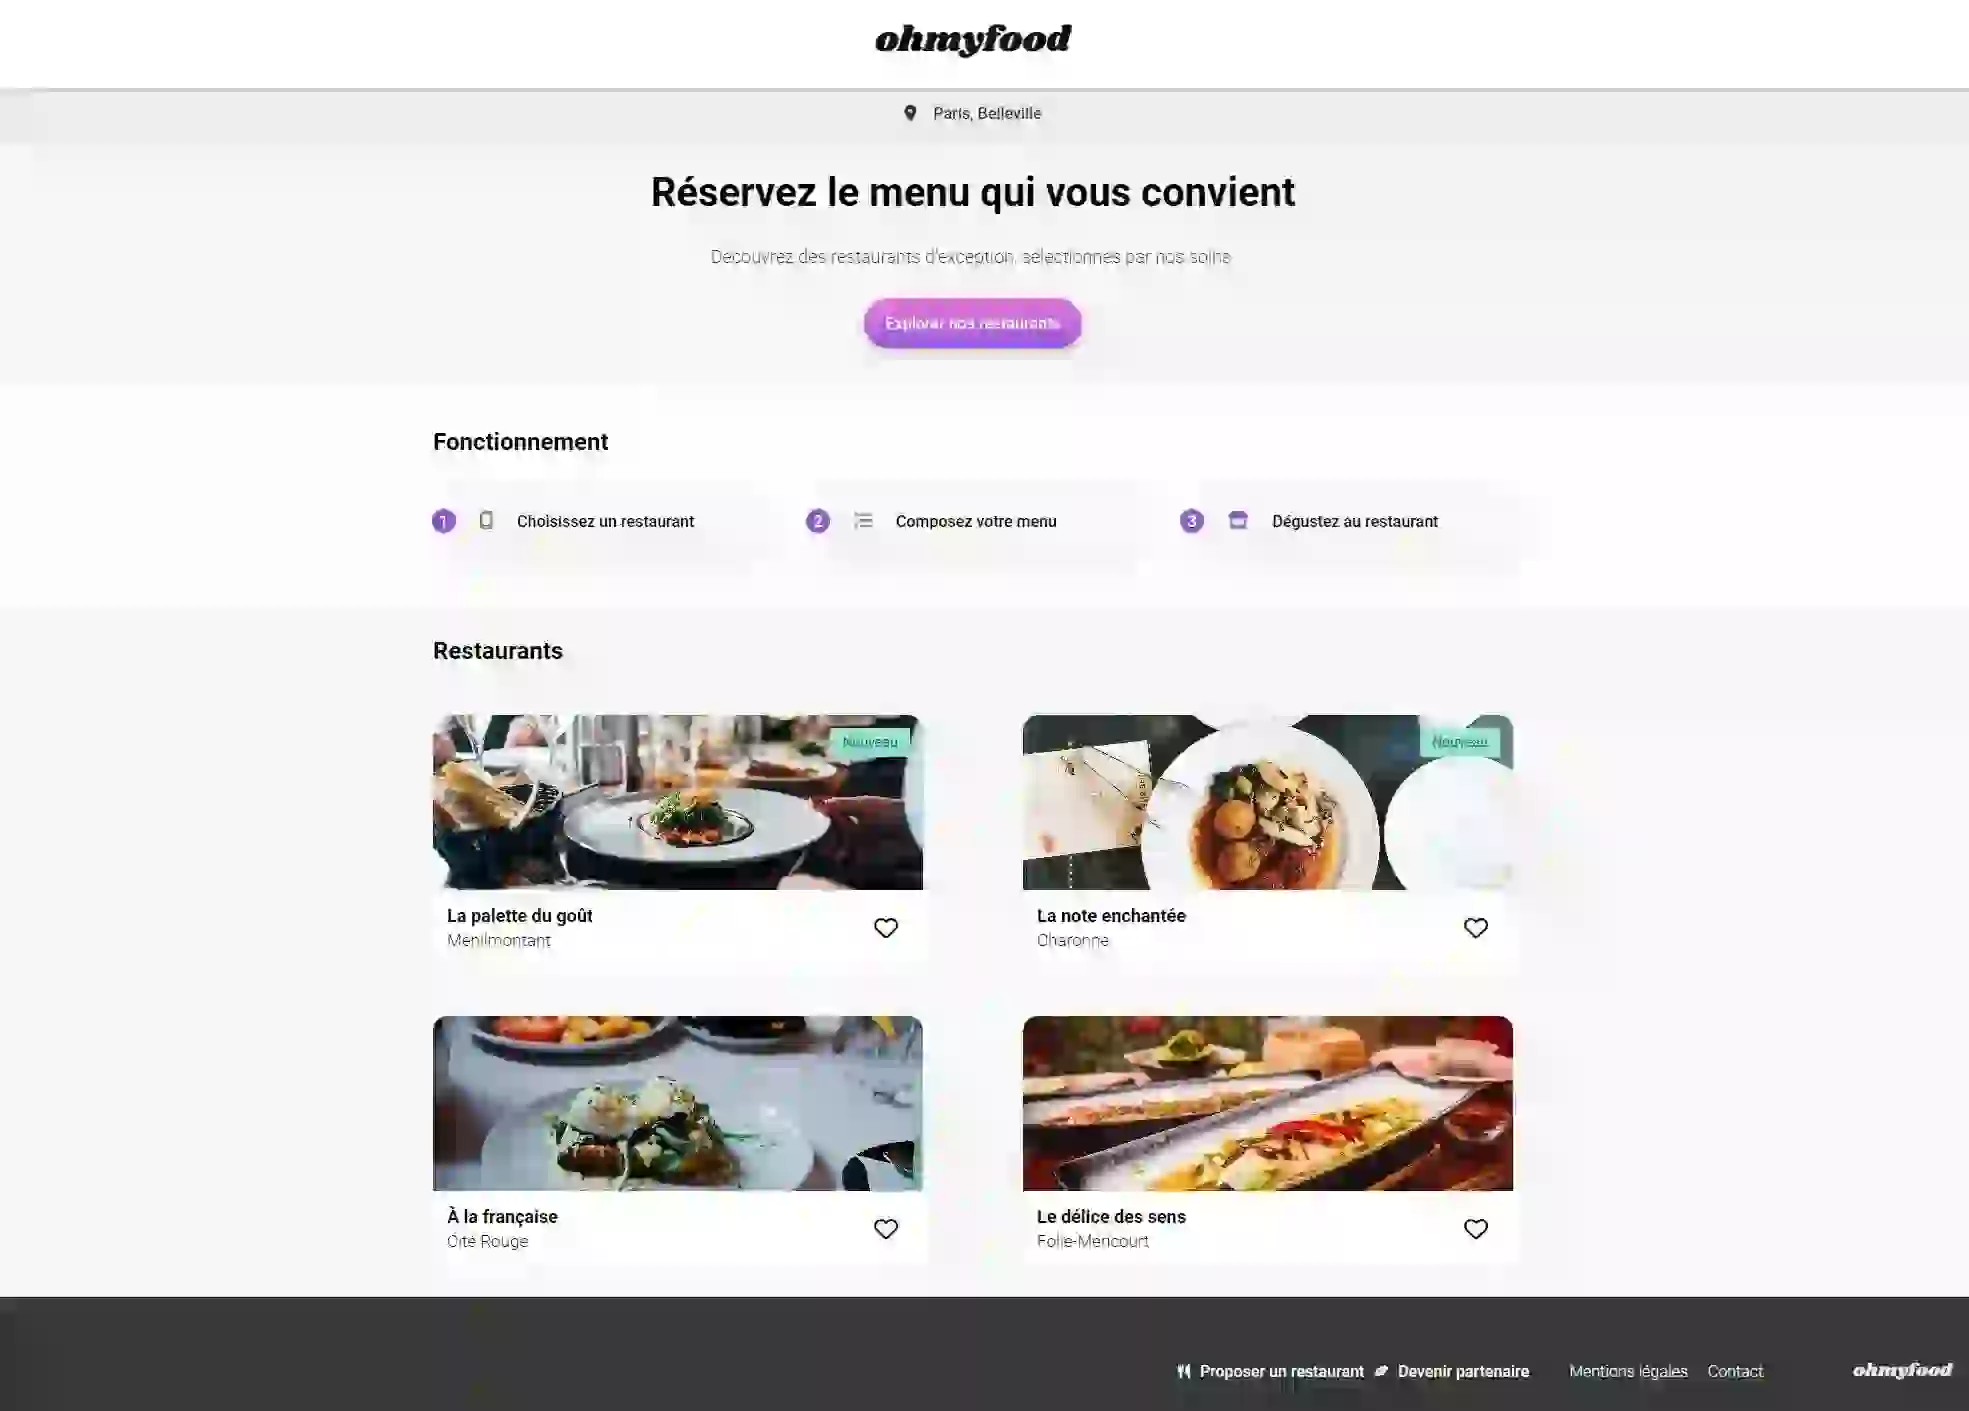 ohmyfood
Paris, Belleville
Réservez le menu qui vous convient
Découvrez des restaurants d'exception, sélectionnés par nos soins
Explorer nos restaurants
Fonctionnement
1 Choisissez un restaurant
2 Composez votre menu
3 Dégustez au restaurant
Restaurants
Nouveau
La palette du goût
Ménilmontant
Nouveau
La note enchantée
Charonne
À la française
Cité Rouge
Le délice des sens
Folie-Méricourt
Proposer un restaurant Devenir partenaire Mentions légales Contact ohmyfood